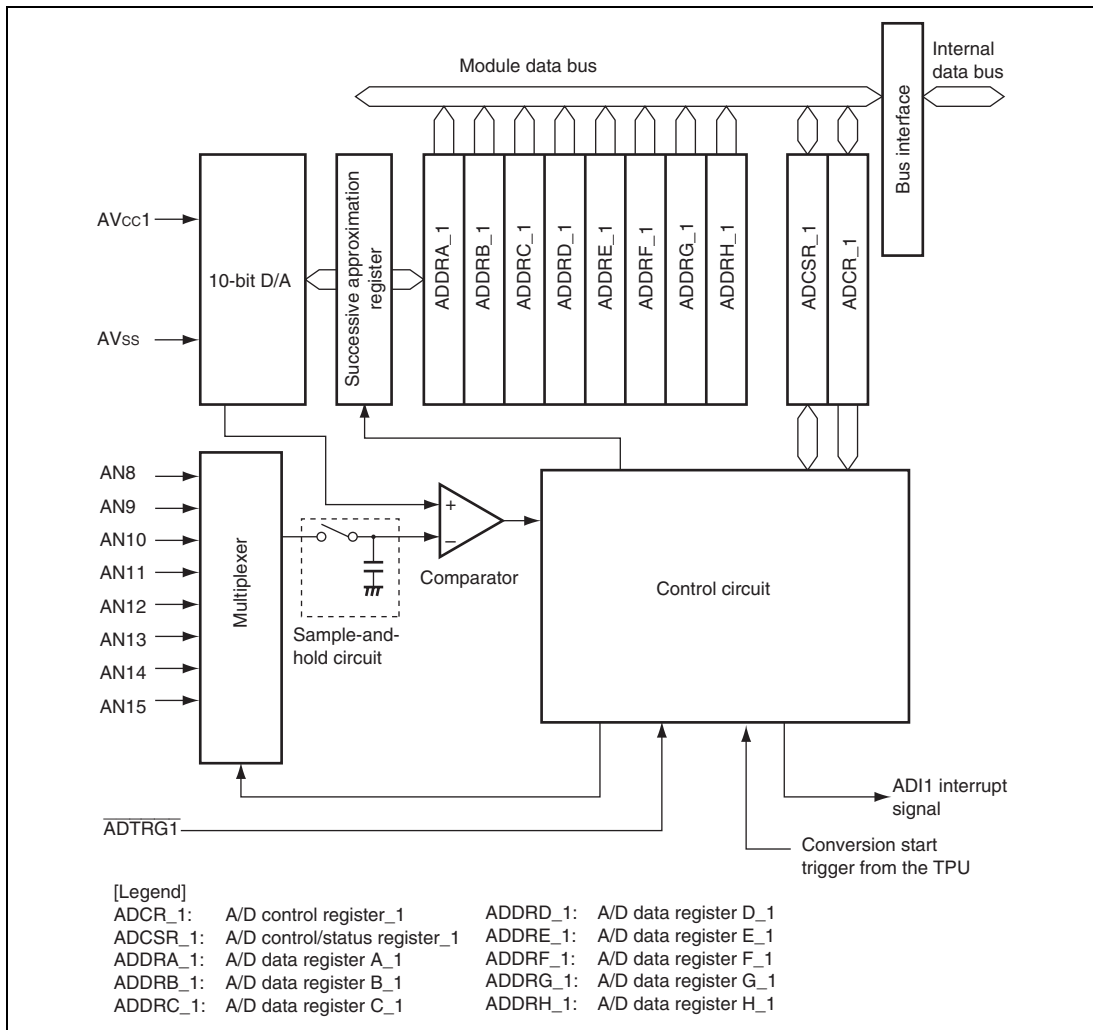 Module data bus
Internal
data bus
Bus interface
AVCC1
AVSS
10-bit D/A
Successive approximation
register
ADDRA_1
ADDRB_1
ADDRC_1
ADDRD_1
ADDRE_1
ADDRF_1
ADDRG_1
ADDRH_1
ADCSR_1
ADCR_1
AN8
AN9
AN10
AN11
AN12
AN13
AN14
AN15
Multiplexer
Sample-and-
hold circuit
+
–
Comparator
Control circuit
ADI1 interrupt
signal
ADTRG1
Conversion start
trigger from the TPU
[Legend]
ADCR_1: A/D control register_1
ADCSR_1: A/D control/status register_1
ADDRA_1: A/D data register A_1
ADDRB_1: A/D data register B_1
ADDRC_1: A/D data register C_1
ADDRD_1: A/D data register D_1
ADDRE_1: A/D data register E_1
ADDRF_1: A/D data register F_1
ADDRG_1: A/D data register G_1
ADDRH_1: A/D data register H_1